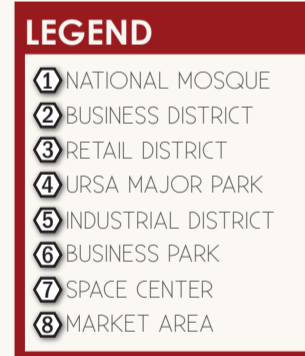 LEGEND
1 NATIONAL MOSQUE
2 BUSINESS DISTRICT
3 RETAIL DISTRICT
4 URSA MAJOR PARK
5 INDUSTRIAL DISTRICT
6 BUSINESS PARK
7 SPACE CENTER
8 MARKET AREA